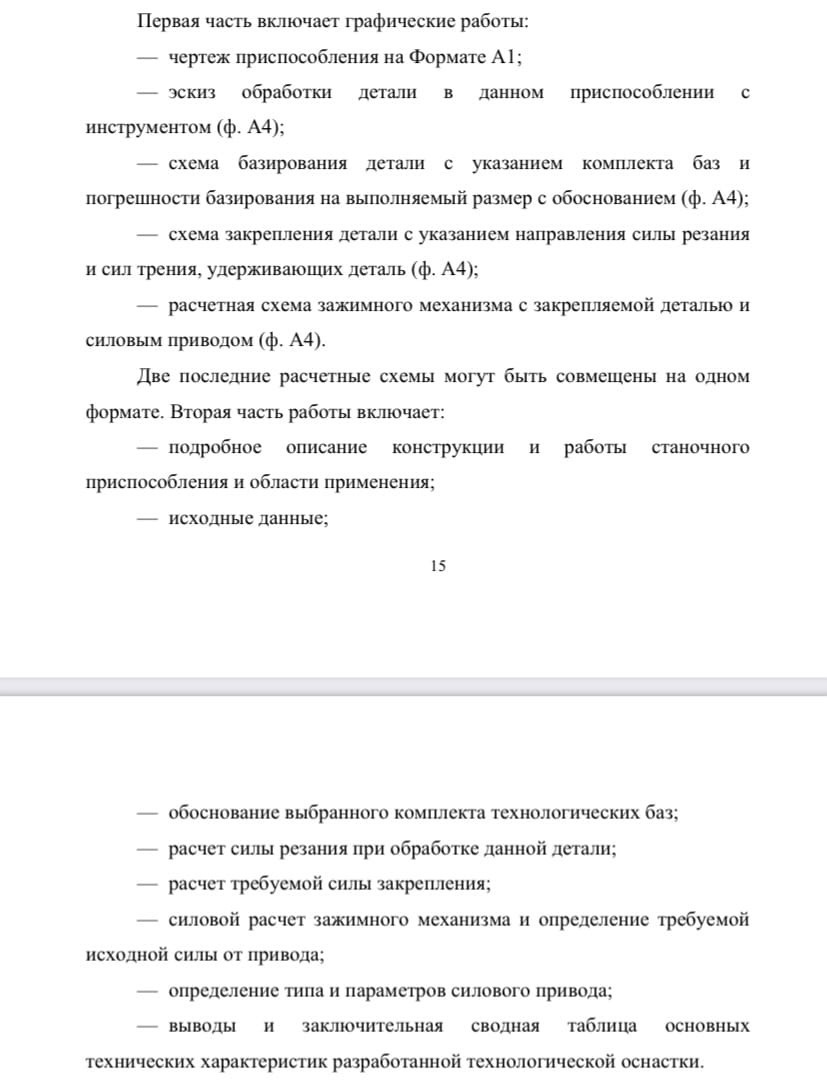 Первая часть включает графические работы:
— чертеж приспособления на Формате А1;
— эскиз обработки детали в данном приспособлении с
инструментом (ф. А4);
— схема базирования детали с указанием комплекта баз и
погрешности базирования на выполняемый размер с обоснованием (ф. А4);
— схема закрепления детали с указанием направления силы резания
и сил трения, удерживающих деталь (ф. А4);
— расчетная схема зажимного механизма с закрепляемой деталью и
силовым приводом (ф. А4).
Две последние расчетные схемы могут быть совмещены на одном
формате. Вторая часть работы включает:
— подробное описание конструкции и работы станочного
приспособления и области применения;
— исходные данные;
15
— обоснование выбранного комплекта технологических баз;
— расчет силы резания при обработке данной детали;
— расчет требуемой силы закрепления;
— силовой расчет зажимного механизма и определение требуемой
исходной силы от привода;
— определение типа и параметров силового привода;
— выводы и заключительная сводная таблица основных
технических характеристик разработанной технологической оснастки.